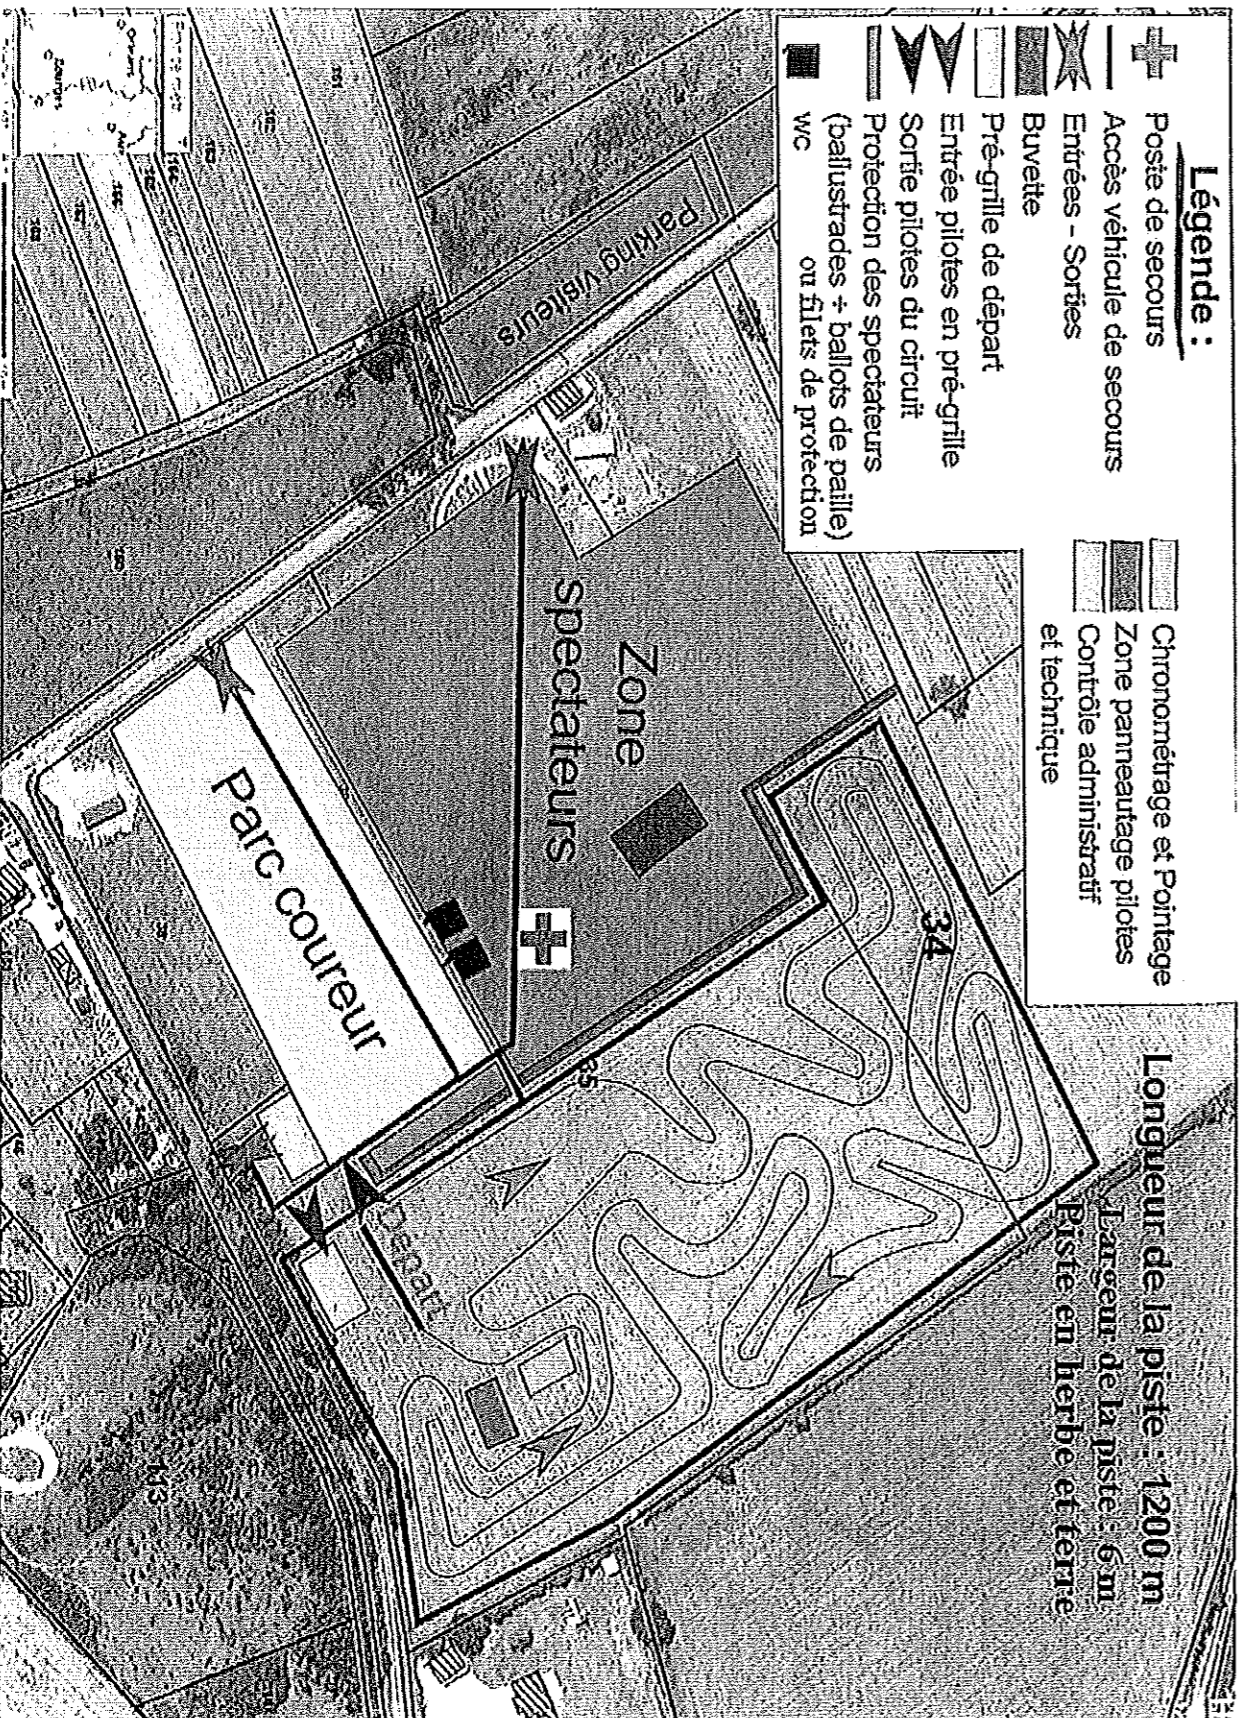 Légende :
Poste de secours
Accès véhicule de secours
Entrées - Sorties
Buvette
Pré-grille de départ
Entrée pilotes en pré-grille
Sortie pilotes du circuit
Protection des spectateurs
(ballustrades + ballots de paille)
ou filets de protection
WC
Chronométrage et Pointage
Zone panneautage pilotes
Contrôle administratif
et technique
Longueur de la piste : 1200 m
Largeur de la piste : 6 m
Piste en herbe et terre
Parking visiteurs
Zone
spectateurs
Parc coureur
Départ
34
35
113